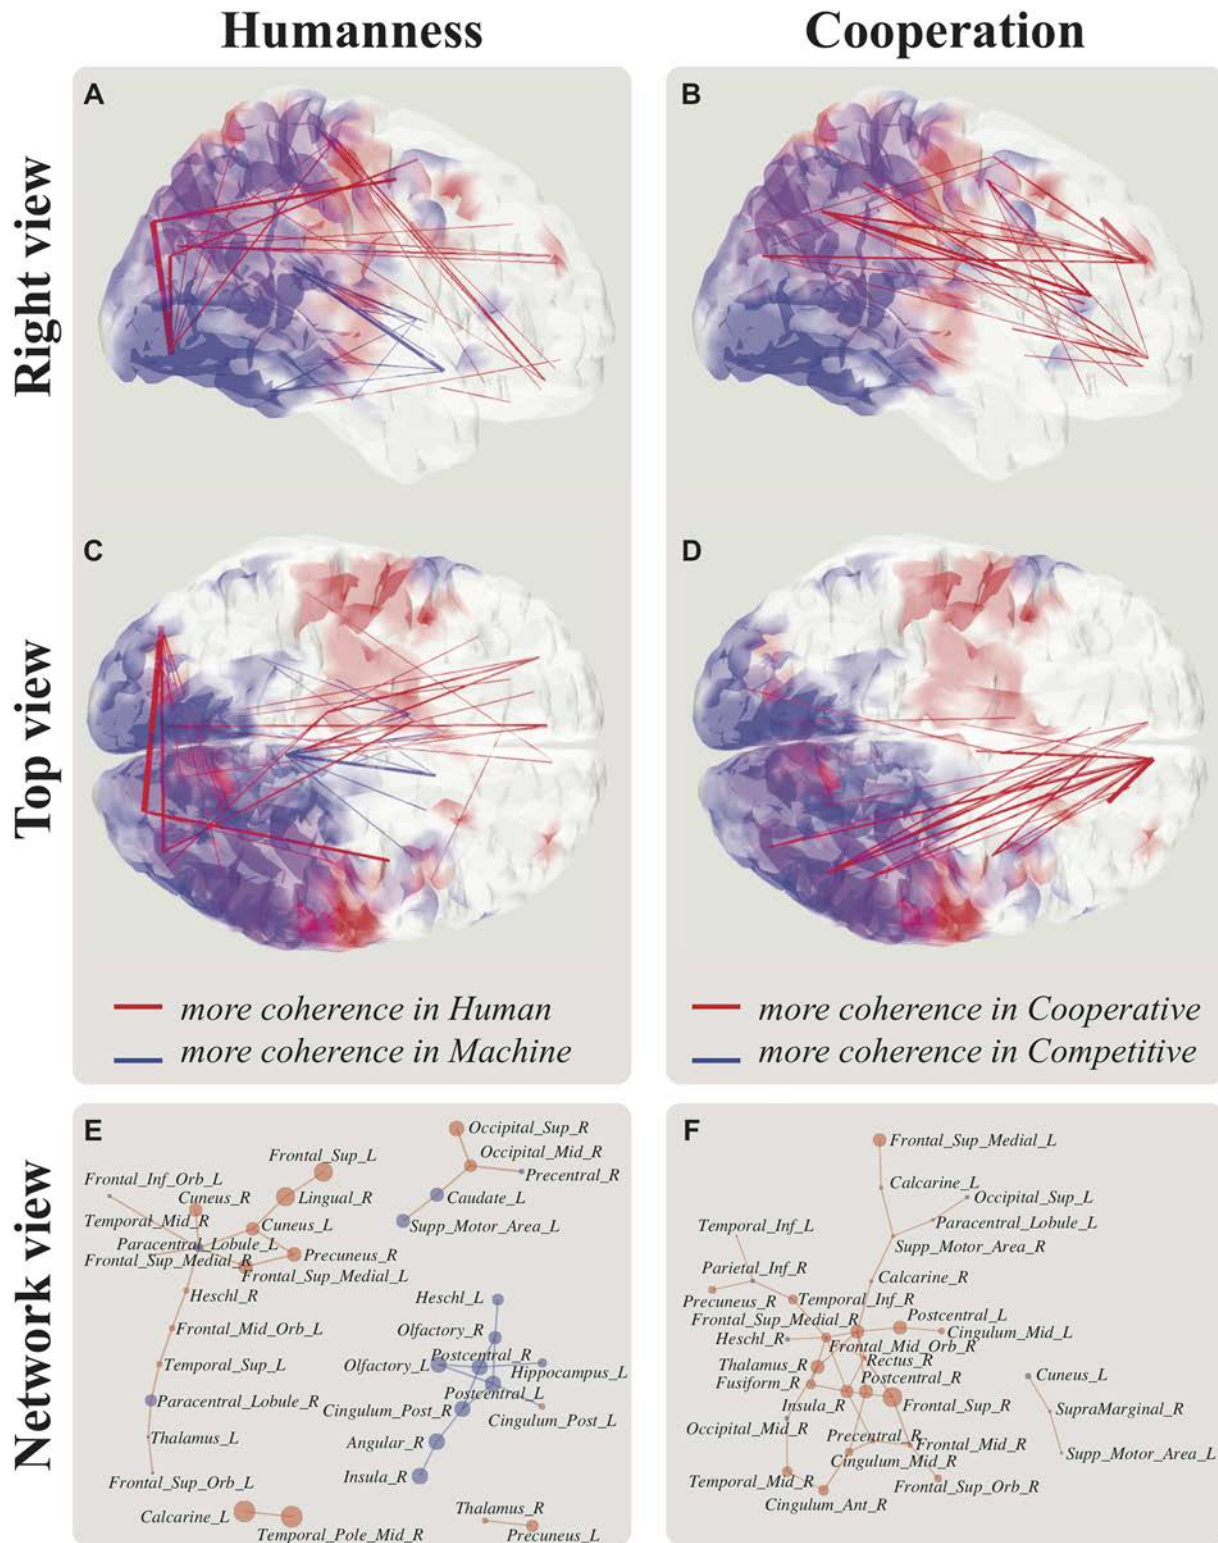 Humanness
Cooperation
Right view
A
B
Top view
C
D
more coherence in Human
more coherence in Machine
more coherence in Cooperative
more coherence in Competitive
Network view
E
Occipital_Sup_R
Occipital_Mid_R
Precentral_R
Frontal_Sup_L
Frontal_Inf_Orb_L
Cuneus_R
Lingual_R
Caudate_L
Temporal_Mid_R
Cuneus_L
Supp_Motor_Area_L
Paracentral_Lobule_L
Precuneus_R
Frontal_Sup_Medial_R
Frontal_Sup_Medial_L
Heschl_R
Heschl_L
Frontal_Mid_Orb_L
Olfactory_R
Postcentral_R
Temporal_Sup_L
Olfactory_L
Hippocampus_L
Postcentral_L
Paracentral_Lobule_R
Cingulum_Post_R
Cingulum_Post_L
Thalamus_L
Angular_R
Frontal_Sup_Orb_L
Insula_R
Calcarine_L
Temporal_Pole_Mid_R
Thalamus_R
Precuneus_L
F
Frontal_Sup_Medial_L
Calcarine_L
Occipital_Sup_L
Temporal_Inf_L
Paracentral_Lobule_L
Supp_Motor_Area_R
Parietal_Inf_R
Calcarine_R
Precuneus_R
Temporal_Inf_R
Frontal_Sup_Medial_R
Postcentral_L
Heschl_R
Cingulum_Mid_L
Frontal_Mid_Orb_R
Thalamus_R
Rectus_R
Fusiform_R
Postcentral_R
Cuneus_L
Insula_R
Frontal_Sup_R
SupraMarginal_R
Occipital_Mid_R
Precentral_R
Frontal_Mid_R
Cingulum_Mid_R
Supp_Motor_Area_L
Temporal_Mid_R
Frontal_Sup_Orb_R
Cingulum_Ant_R